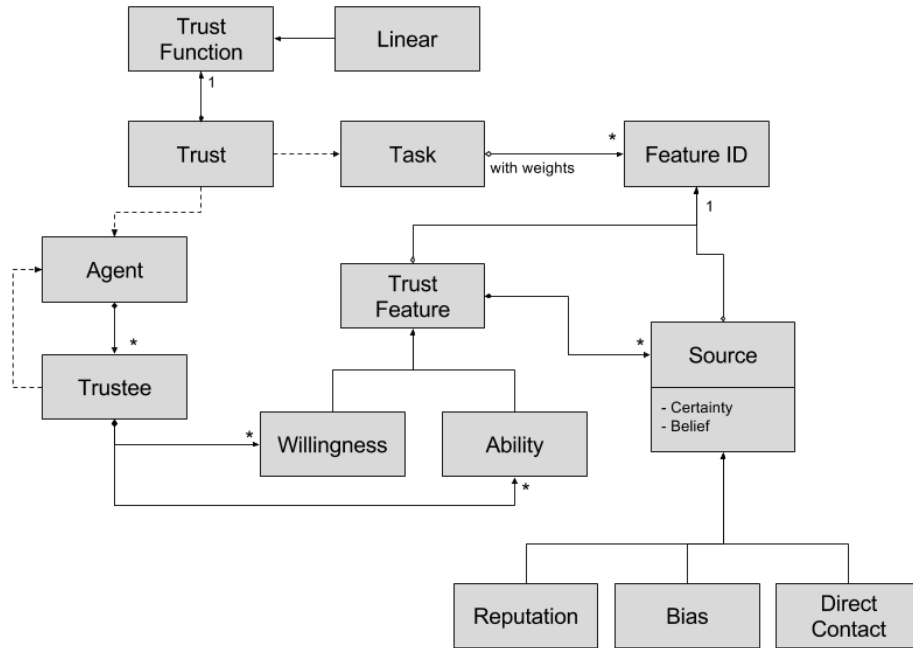 Trust
Function
Linear
1
Trust
Task
with weights
*
Feature ID
1
Agent
*
Trustee
Trust
Feature
*
Source
- Certainty
- Belief
*
Willingness
Ability
*
Reputation
Bias
Direct
Contact